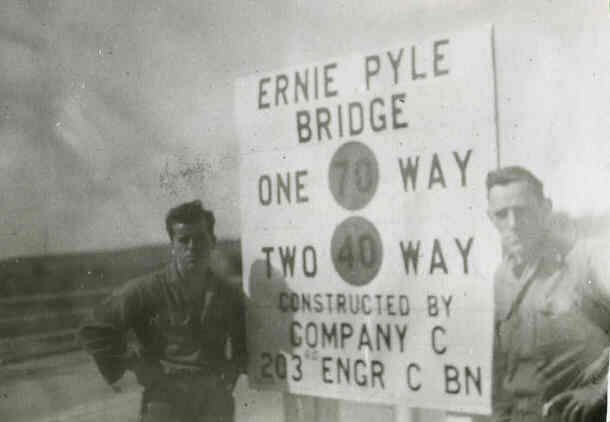 ERNIE PYLE
BRIDGE
ONE 70 WAY
TWO 40 WAY
CONSTRUCTED BY
COMPANY C
203RD ENGR C BN